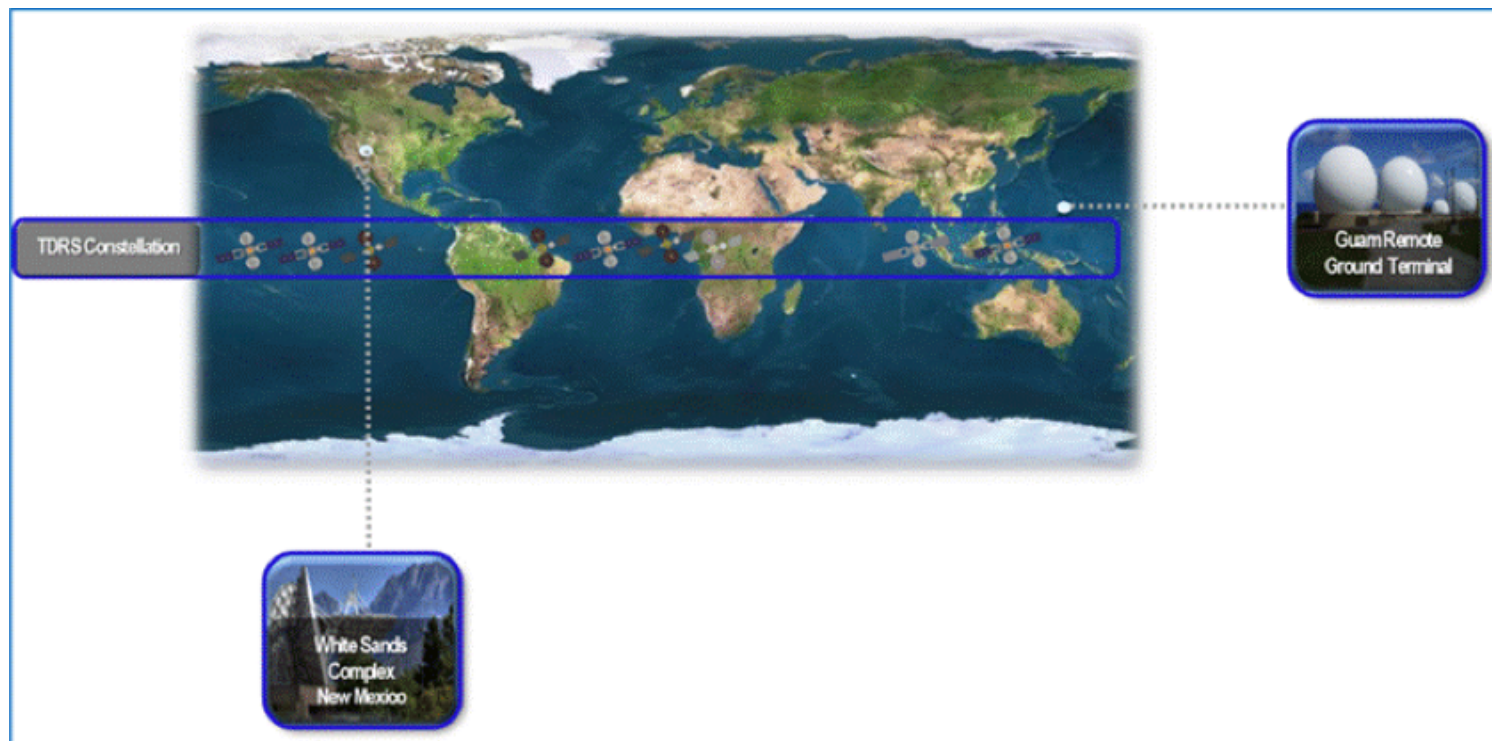 TDRS Constellation
Guam Remote
Ground Terminal
White Sands
Complex
New Mexico